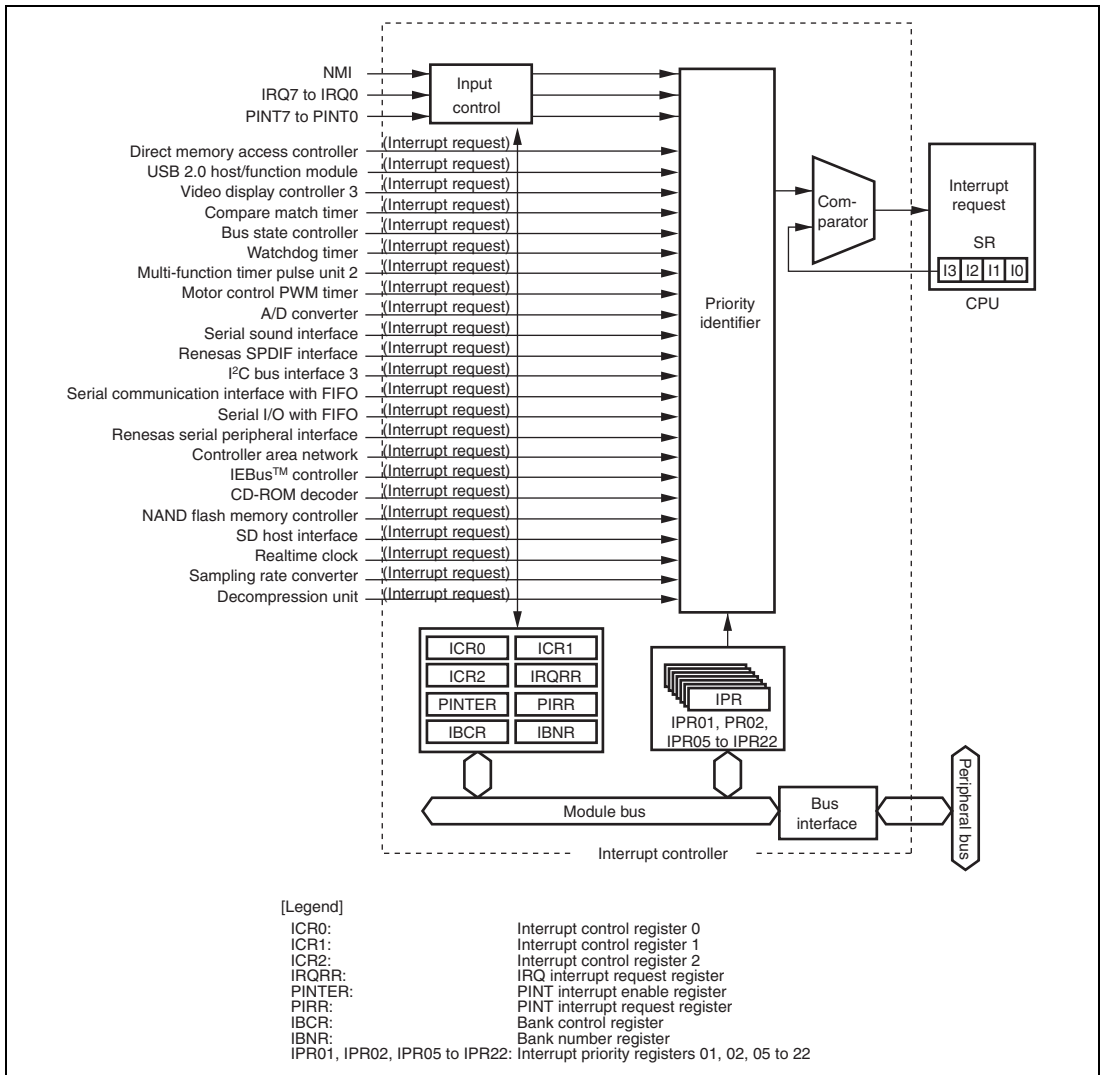 NMI
IRQ7 to IRQ0
PINT7 to PINT0
Input
control
Direct memory access controller (Interrupt request)
USB 2.0 host/function module (Interrupt request)
Video display controller 3 (Interrupt request)
Compare match timer (Interrupt request)
Bus state controller (Interrupt request)
Watchdog timer (Interrupt request)
Multi-function timer pulse unit 2 (Interrupt request)
Motor control PWM timer (Interrupt request)
A/D converter (Interrupt request)
Serial sound interface (Interrupt request)
Renesas SPDIF interface (Interrupt request)
I²C bus interface 3 (Interrupt request)
Serial communication interface with FIFO (Interrupt request)
Serial I/O with FIFO (Interrupt request)
Renesas serial peripheral interface (Interrupt request)
Controller area network (Interrupt request)
IEBus™ controller (Interrupt request)
CD-ROM decoder (Interrupt request)
NAND flash memory controller (Interrupt request)
SD host interface (Interrupt request)
Realtime clock (Interrupt request)
Sampling rate converter (Interrupt request)
Decompression unit (Interrupt request)
Priority
identifier
Com-
parator
Interrupt
request
SR
I3 I2 I1 I0
CPU
ICR0 ICR1
ICR2 IRQRR
PINTER PIRR
IBCR IBNR
IPR
IPR01, PR02,
IPR05 to IPR22
Module bus
Bus
interface
Peripheral bus
Interrupt controller
[Legend]
ICR0: Interrupt control register 0
ICR1: Interrupt control register 1
ICR2: Interrupt control register 2
IRQRR: IRQ interrupt request register
PINTER: PINT interrupt enable register
PIRR: PINT interrupt request register
IBCR: Bank control register
IBNR: Bank number register
IPR01, IPR02, IPR05 to IPR22: Interrupt priority registers 01, 02, 05 to 22